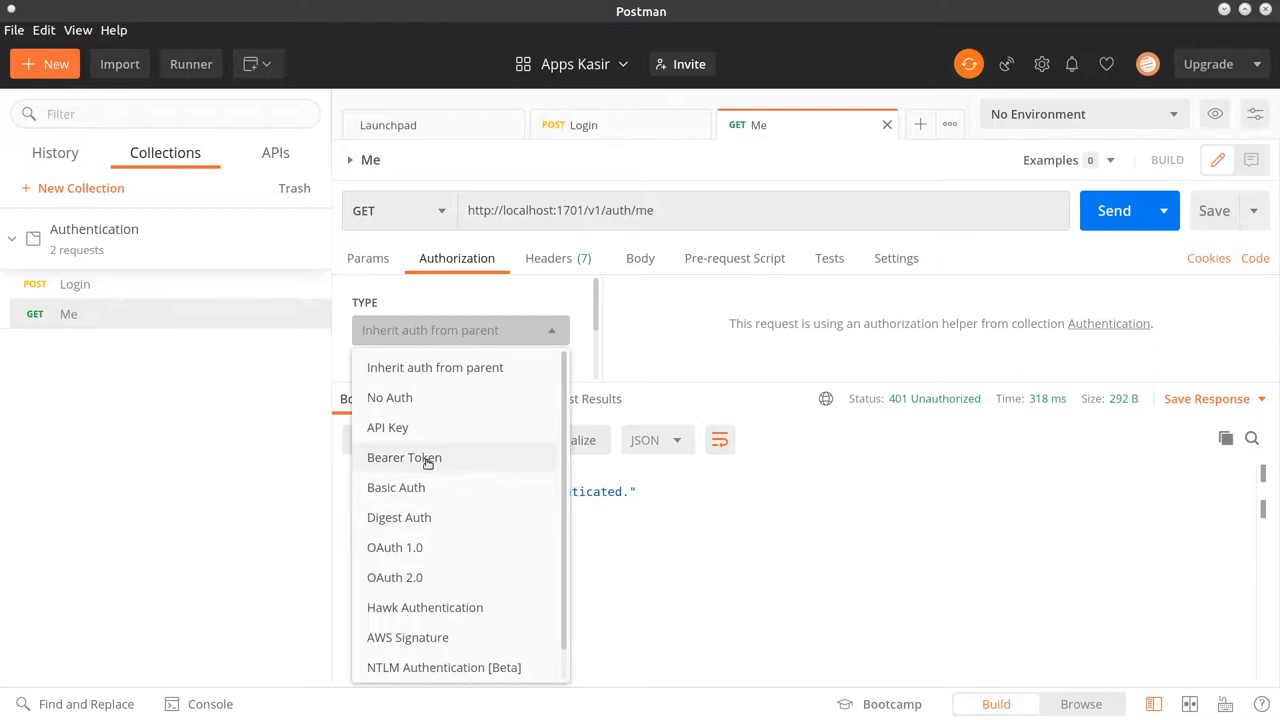 Postman
File Edit View Help
New Import Runner Apps Kasir Invite Upgrade
Filter
History Collections APIs
+ New Collection Trash
Authentication
2 requests
POST Login
GET Me
Launchpad POST Login GET Me No Environment
Me Examples 0 BUILD
GET http://localhost:1701/v1/auth/me Send Save
Params Authorization Headers (7) Body Pre-request Script Tests Settings Cookies Code
TYPE
Inherit auth from parent
This request is using an authorization helper from collection Authentication.
Inherit auth from parent
No Auth
API Key
Bearer Token
Basic Auth
Digest Auth
OAuth 1.0
OAuth 2.0
Hawk Authentication
AWS Signature
NTLM Authentication [Beta]
Results Status: 401 Unauthorized Time: 318 ms Size: 292 B Save Response
JSON
Find and Replace Console Bootcamp Build Browse